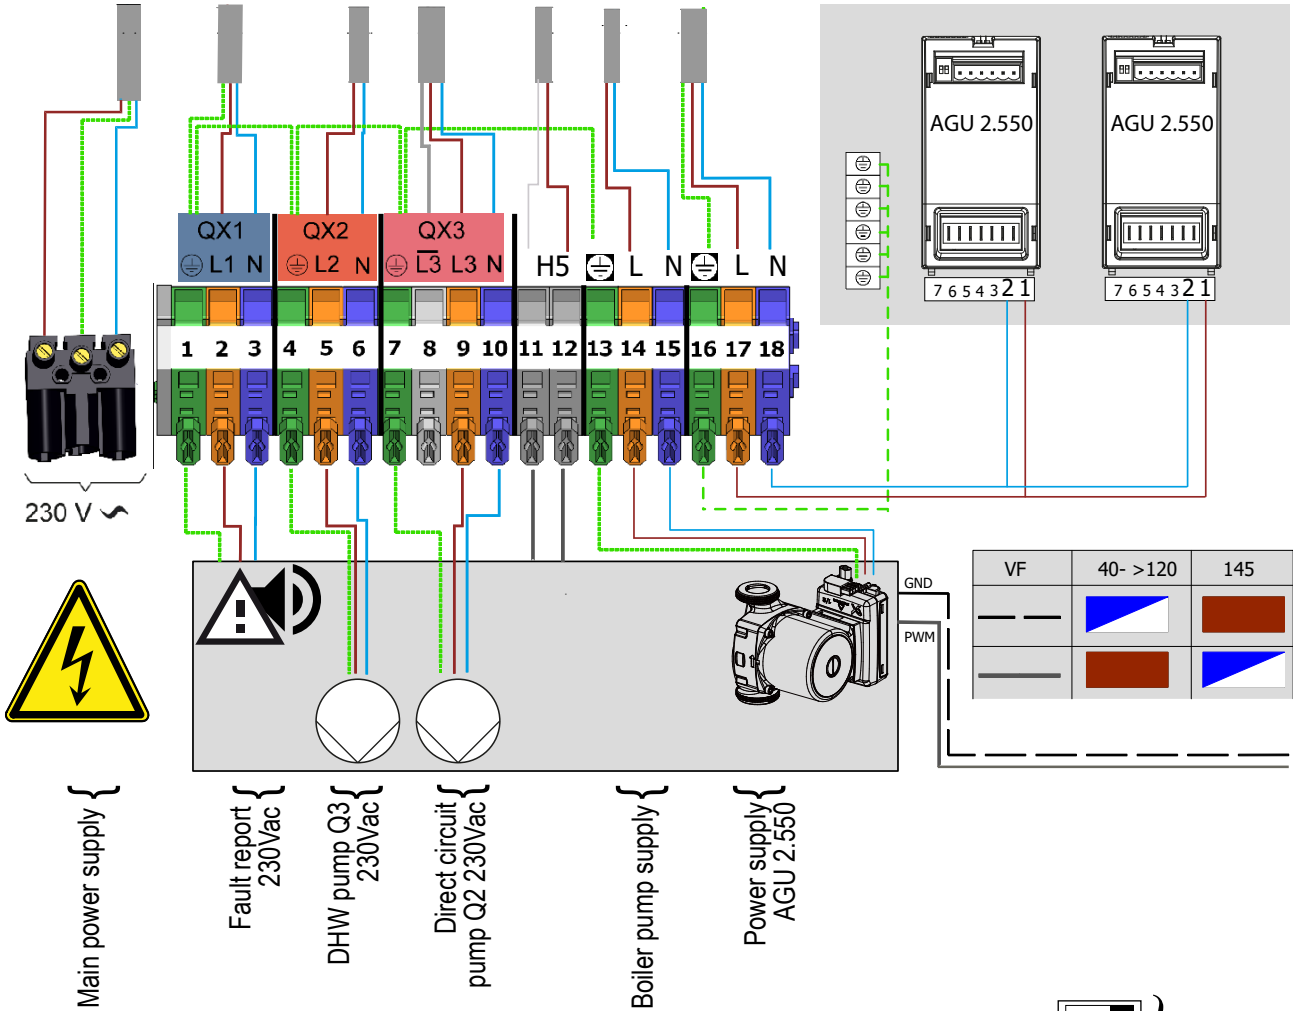 AGU 2.550 AGU 2.550
QX1 QX2 QX3
L1 N L2 N L3 L3 N H5 L N L N
7 6 5 4 3 2 1 7 6 5 4 3 2 1
1 2 3 4 5 6 7 8 9 10 11 12 13 14 15 16 17 18
230 V ~
GND
PWM
VF 40- >120 145
Main power supply
Fault report
230Vac
DHW pump Q3
230Vac
Direct circuit
pump Q2 230Vac
Boiler pump supply
Power supply
AGU 2.550